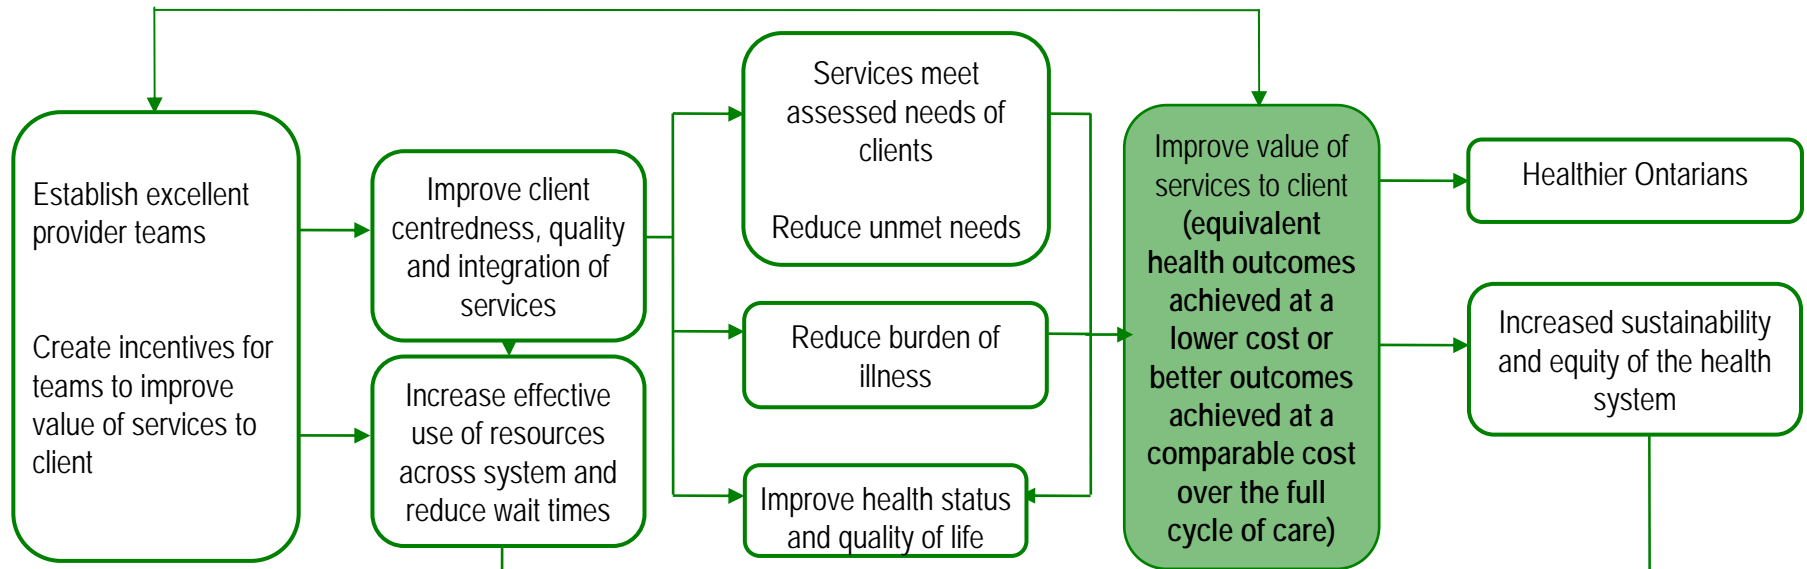 Establish excellent
provider teams
Create incentives for
teams to improve
value of services to
client
Improve client
centredness, quality
and integration of
services
Increase effective
use of resources
across system and
reduce wait times
Services meet
assessed needs of
clients
Reduce unmet needs
Reduce burden of
illness
Improve health status
and quality of life
Improve value of
services to client
(equivalent
health outcomes
achieved at a
lower cost or
better outcomes
achieved at a
comparable cost
over the full
cycle of care)
Healthier Ontarians
Increased sustainability
and equity of the health
system